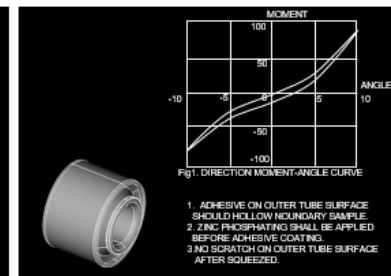 MOMENT
100
50
ANGLE
-10
-5
0
5
10
-50
-100
Fig1. DIRECTION MOMENT-ANGLE CURVE
1. ADHESIVE ON OUTER TUBE SURFACE
SHOULD HOLLOW NOUNDARY SAMPLE.
2. ZINC PHOSPHATING SHALL BE APPLIED
BEFORE ADHESIVE COATING.
3.NO SCRATCH ON OUTER TUBE SURFACE
AFTER SQUEEZED.